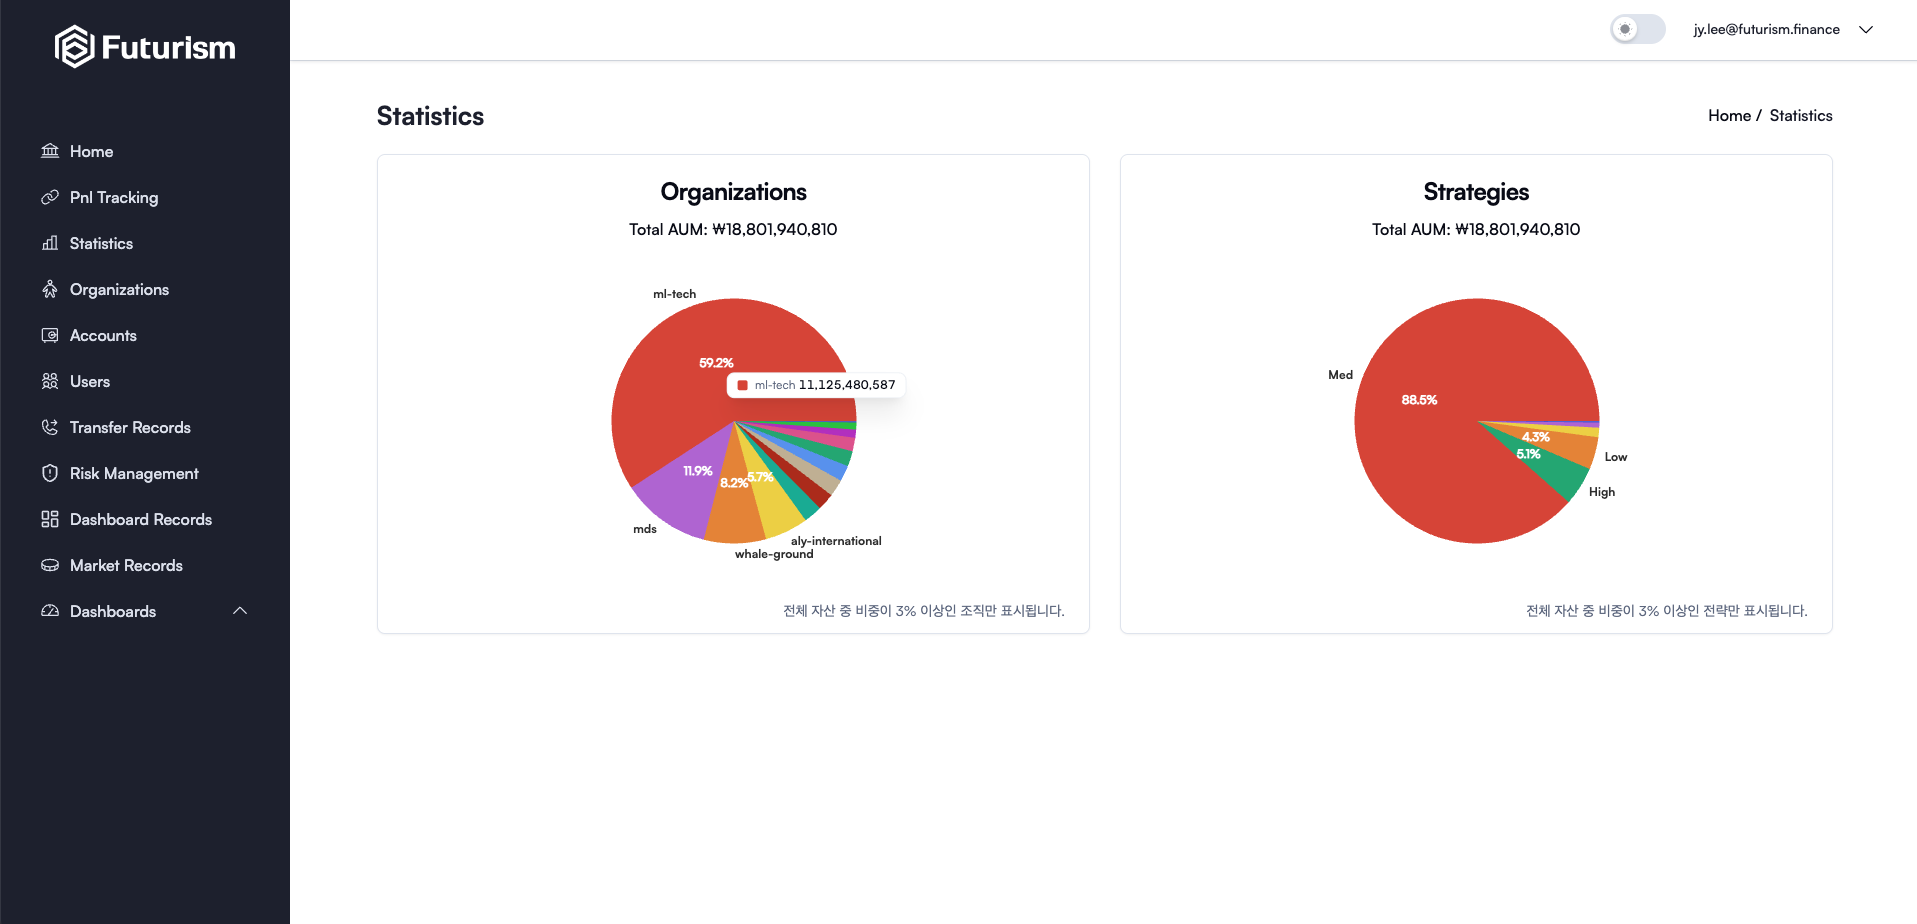 Futurism
jy.lee@futurism.finance
Home
Pnl Tracking
Statistics
Organizations
Accounts
Users
Transfer Records
Risk Management
Dashboard Records
Market Records
Dashboards
Statistics
Home / Statistics
Organizations
Total AUM: ₩18,801,940,810
ml-tech
59.2%
ml-tech 11,125,480,587
11.9%
8.2%
5.7%
mds
aly-international
whale-ground
전체 자산 중 비중이 3% 이상인 조직만 표시됩니다.
Strategies
Total AUM: ₩18,801,940,810
Med
88.5%
4.3%
5.1%
Low
High
전체 자산 중 비중이 3% 이상인 전략만 표시됩니다.